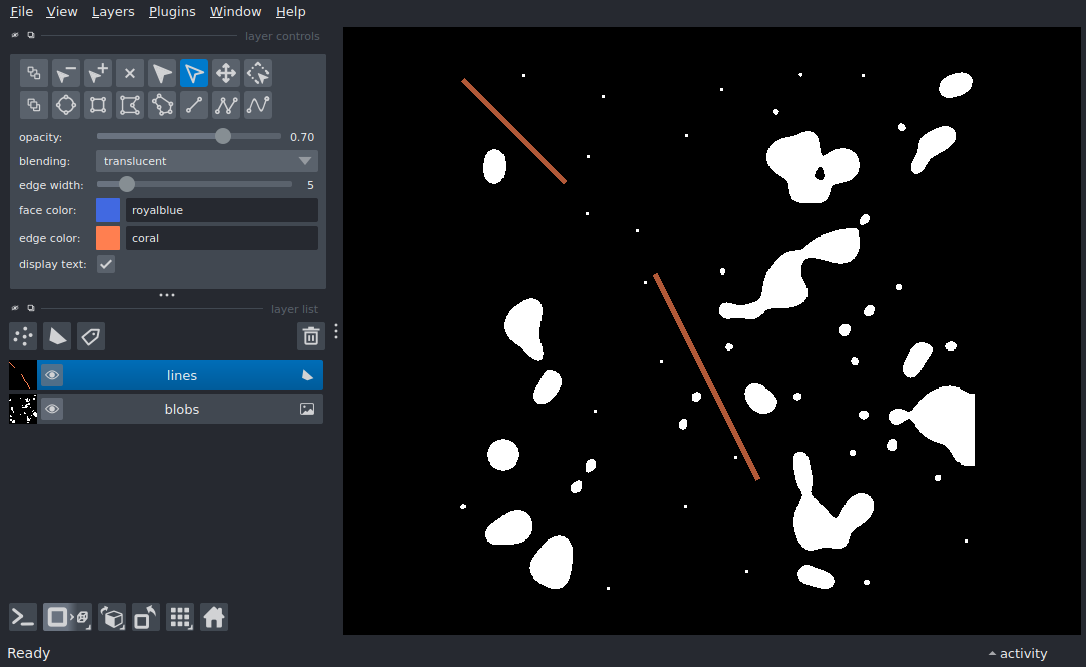 File View Layers Plugins Window Help
layer controls
opacity: 0.70
blending: translucent
edge width: 5
face color: royalblue
edge color: coral
display text:
layer list
lines
blobs
Ready
activity